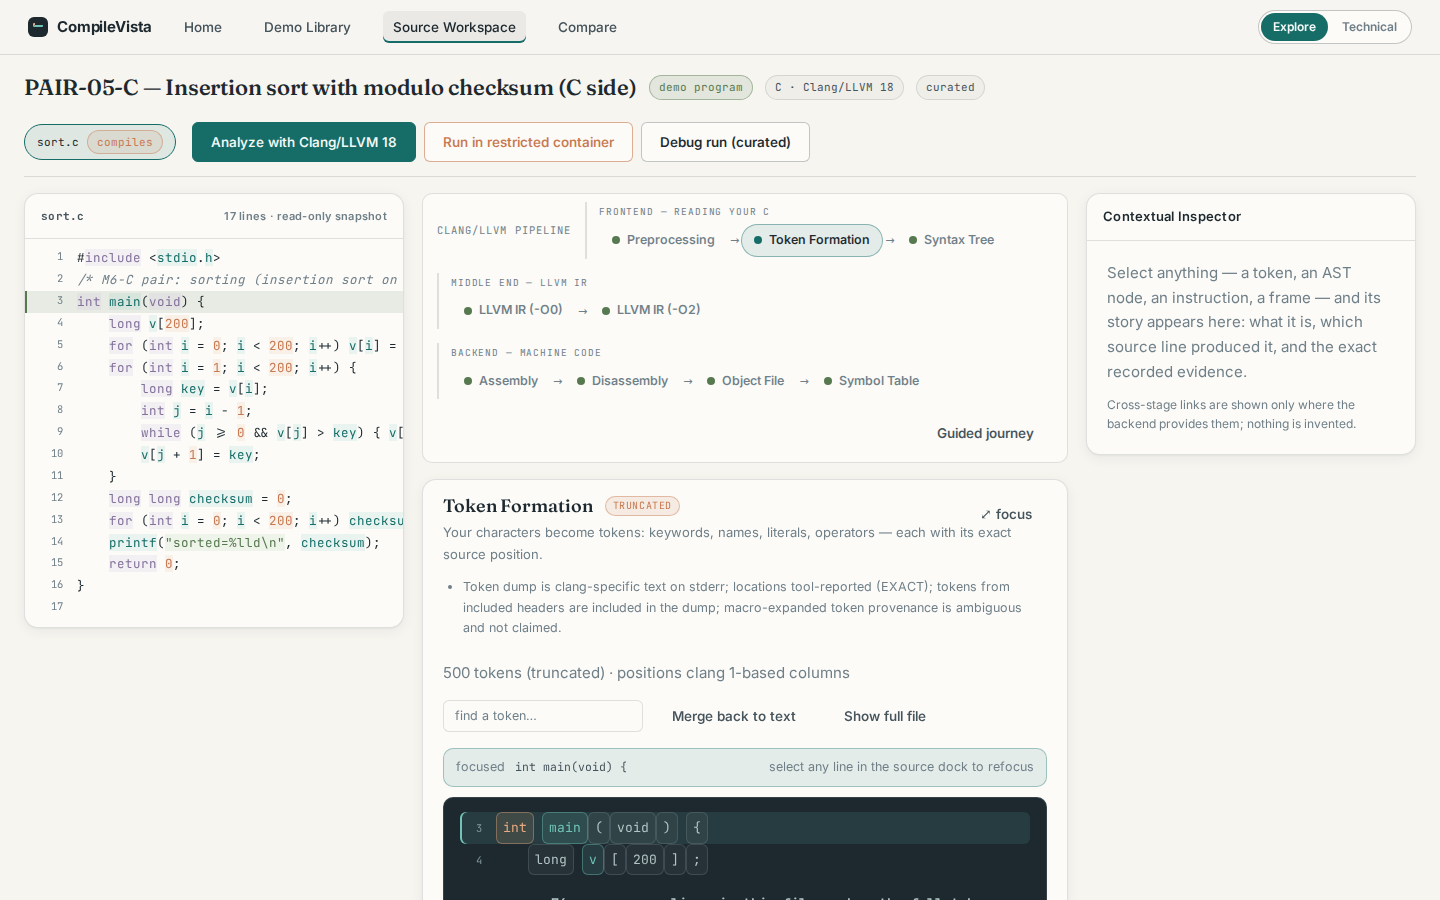 CompileVista Home Demo Library Source Workspace Compare Explore Technical
PAIR-05-C — Insertion sort with modulo checksum (C side) demo program C · Clang/LLVM 18 curated
sort.c compiles Analyze with Clang/LLVM 18 Run in restricted container Debug run (curated)
sort.c 17 lines · read-only snapshot
1 #include <stdio.h>
2 /* M6-C pair: sorting (insertion sort on
3 int main(void) {
4 long v[200];
5 for (int i = 0; i < 200; i++) v[i] =
6 for (int i = 1; i < 200; i++) {
7 long key = v[i];
8 int j = i - 1;
9 while (j >= 0 && v[j] > key) { v[
10 v[j + 1] = key;
11 }
12 long long checksum = 0;
13 for (int i = 0; i < 200; i++) checksu
14 printf("sorted=%lld\n", checksum);
15 return 0;
16 }
17
CLANG/LLVM PIPELINE
FRONTEND — READING YOUR C
Preprocessing → Token Formation → Syntax Tree
MIDDLE END — LLVM IR
LLVM IR (-O0) → LLVM IR (-O2)
BACKEND — MACHINE CODE
Assembly → Disassembly → Object File → Symbol Table
Guided journey
Token Formation TRUNCATED
⤢ focus
Your characters become tokens: keywords, names, literals, operators — each with its exact
source position.
• Token dump is clang-specific text on stderr; locations tool-reported (EXACT); tokens from
included headers are included in the dump; macro-expanded token provenance is ambiguous
and not claimed.
500 tokens (truncated) · positions clang 1-based columns
find a token… Merge back to text Show full file
focused int main(void) { select any line in the source dock to refocus
3 int main ( void ) {
4 long v [ 200 ] ;
Contextual Inspector
Select anything — a token, an AST
node, an instruction, a frame — and its
story appears here: what it is, which
source line produced it, and the exact
recorded evidence.
Cross-stage links are shown only where the
backend provides them; nothing is invented.